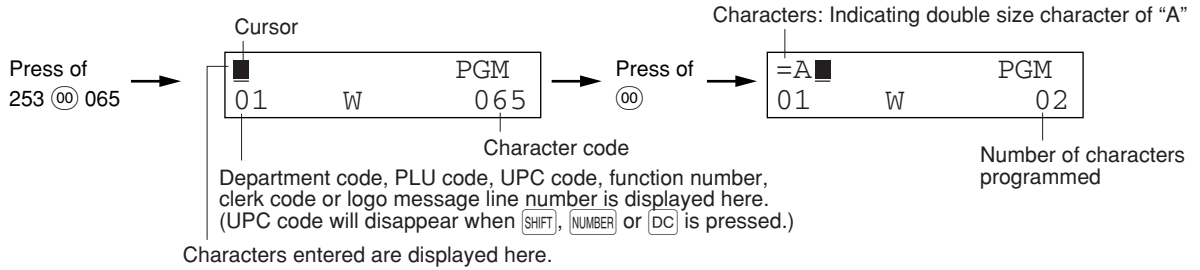 Characters: Indicating double size character of “A”
Cursor
Press of
253 00 065
PGM
01 W 065
Press of
00
=A PGM
01 W 02
Character code
Number of characters
programmed
Department code, PLU code, UPC code, function number,
clerk code or logo message line number is displayed here.
(UPC code will disappear when SHIFT, NUMBER or DC is pressed.)
Characters entered are displayed here.